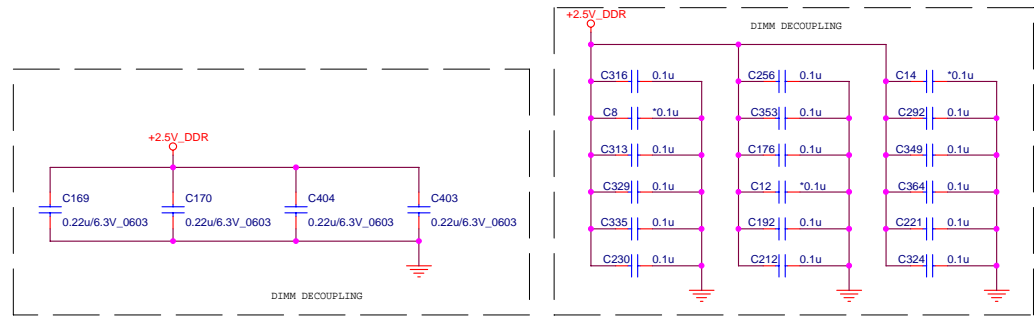 +2.5V_DDR
C169
0.22u/6.3V_0603
C170
0.22u/6.3V_0603
C404
0.22u/6.3V_0603
C403
0.22u/6.3V_0603
DIMM DECOUPLING
+2.5V_DDR
DIMM DECOUPLING
C316 0.1u
C8 *0.1u
C313 0.1u
C329 0.1u
C335 0.1u
C230 0.1u
C256 0.1u
C353 0.1u
C176 0.1u
C12 *0.1u
C192 0.1u
C212 0.1u
C14 *0.1u
C292 0.1u
C349 0.1u
C364 0.1u
C221 0.1u
C324 0.1u